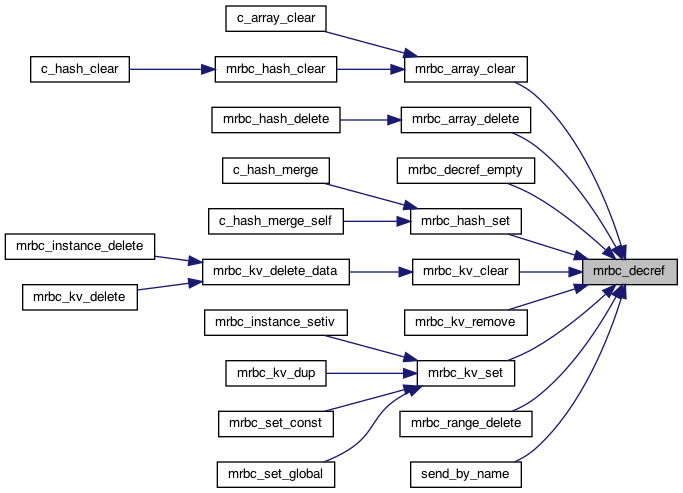 c_array_clear
c_hash_clear
mrbc_hash_clear
mrbc_array_clear
mrbc_hash_delete
mrbc_array_delete
c_hash_merge
mrbc_decref_empty
c_hash_merge_self
mrbc_hash_set
mrbc_instance_delete
mrbc_kv_delete_data
mrbc_kv_clear
mrbc_decref
mrbc_kv_delete
mrbc_instance_setiv
mrbc_kv_remove
mrbc_kv_dup
mrbc_kv_set
mrbc_set_const
mrbc_range_delete
mrbc_set_global
send_by_name